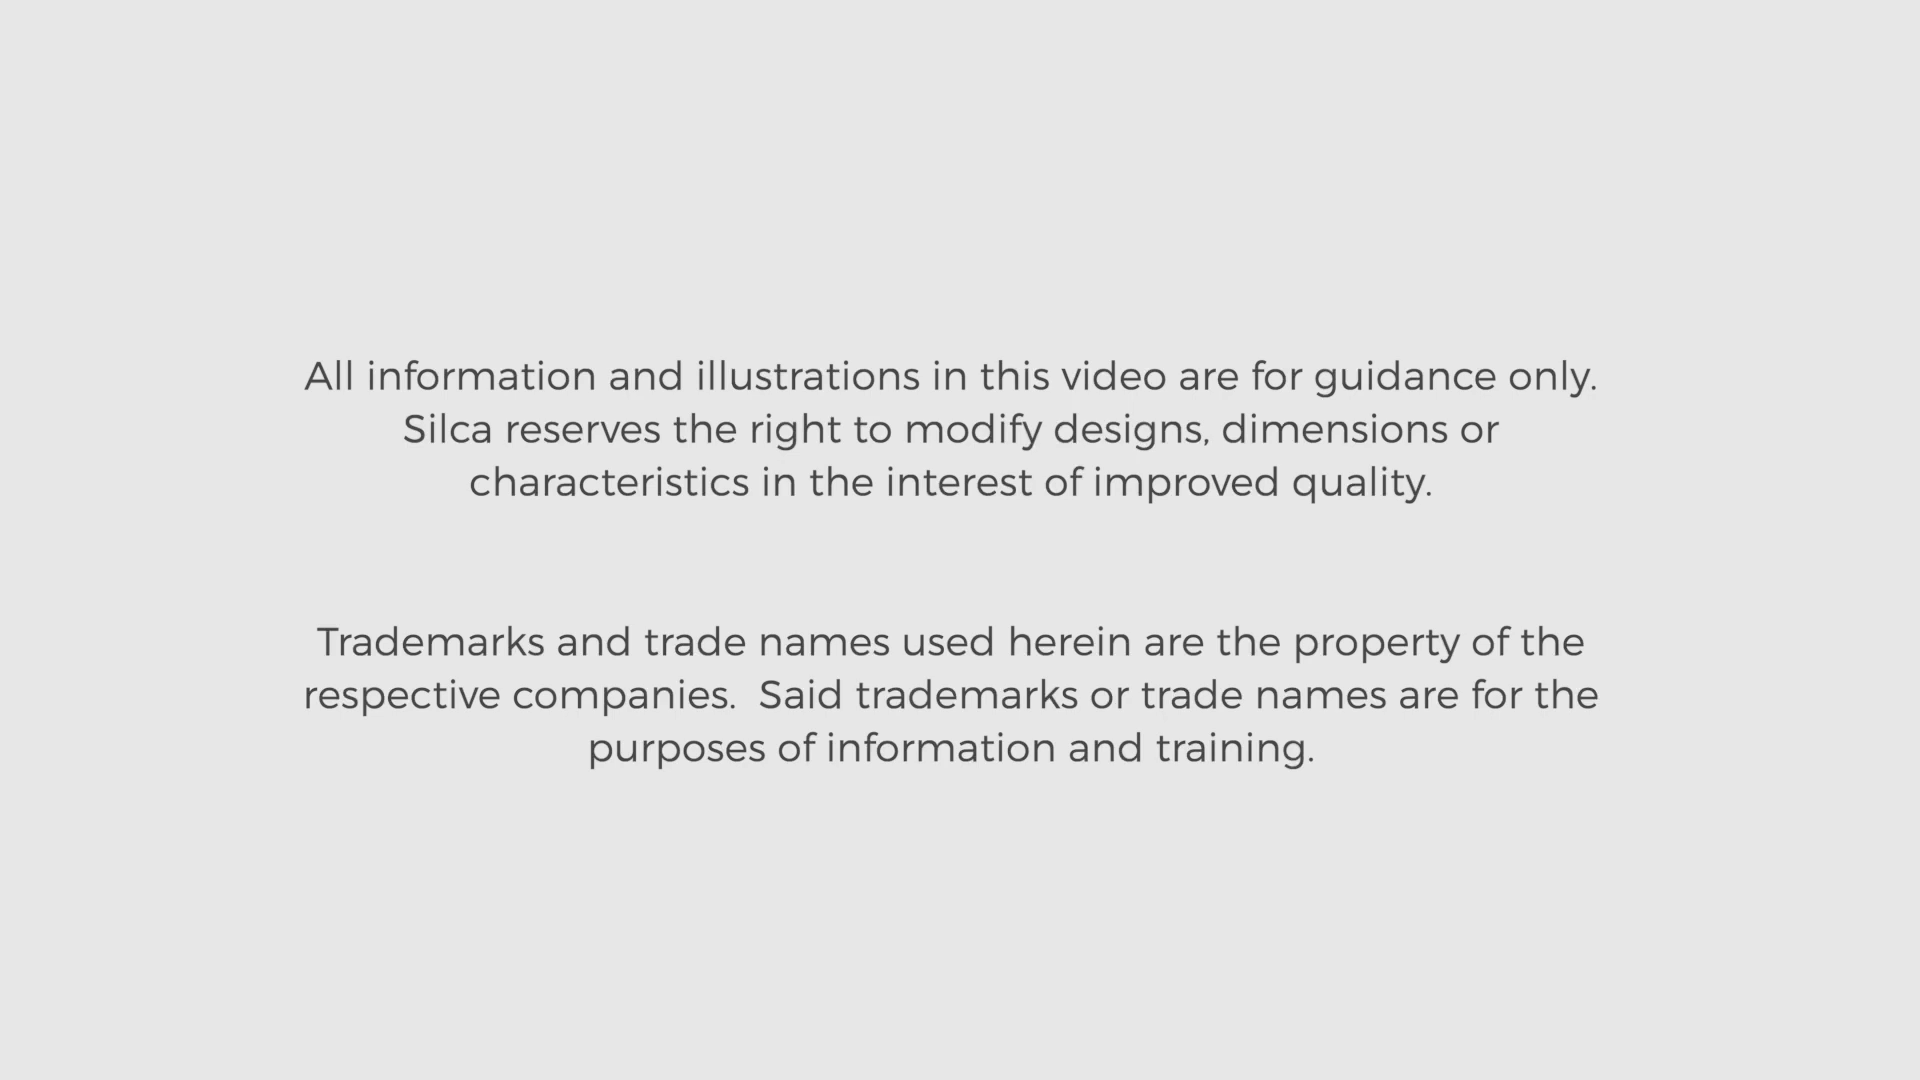 All information and illustrations in this video are for guidance only.
Silca reserves the right to modify designs, dimensions or
characteristics in the interest of improved quality.
Trademarks and trade names used herein are the property of the
respective companies.  Said trademarks or trade names are for the
purposes of information and training.